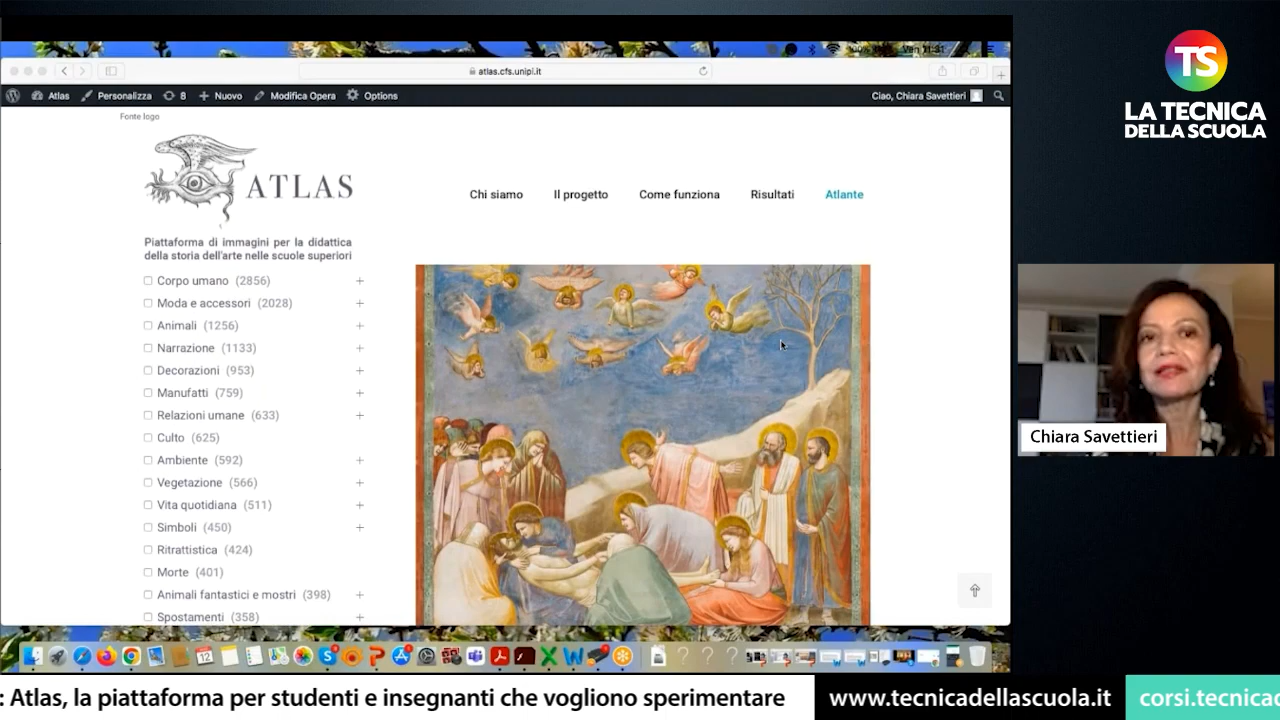 Ven 11:31
atlas.cfs.unipi.it
Atlas Personalizza 8 Nuovo Modifica Opera Options Ciao, Chiara Savettieri
Fonte logo
ATLAS
Chi siamo Il progetto Come funziona Risultati Atlante
Piattaforma di immagini per la didattica
della storia dell'arte nelle scuole superiori
Corpo umano (2856) +
Moda e accessori (2028) +
Animali (1256) +
Narrazione (1133) +
Decorazioni (953) +
Manufatti (759) +
Relazioni umane (633) +
Culto (625)
Ambiente (592) +
Vegetazione (566) +
Vita quotidiana (511) +
Simboli (450) +
Ritrattistica (424)
Morte (401)
Animali fantastici e mostri (398) +
Spostamenti (358) +
TS
LA TECNICA
DELLA SCUOLA
Chiara Savettieri
: Atlas, la piattaforma per studenti e insegnanti che vogliono sperimentare
www.tecnicadellascuola.it
corsi.tecnica